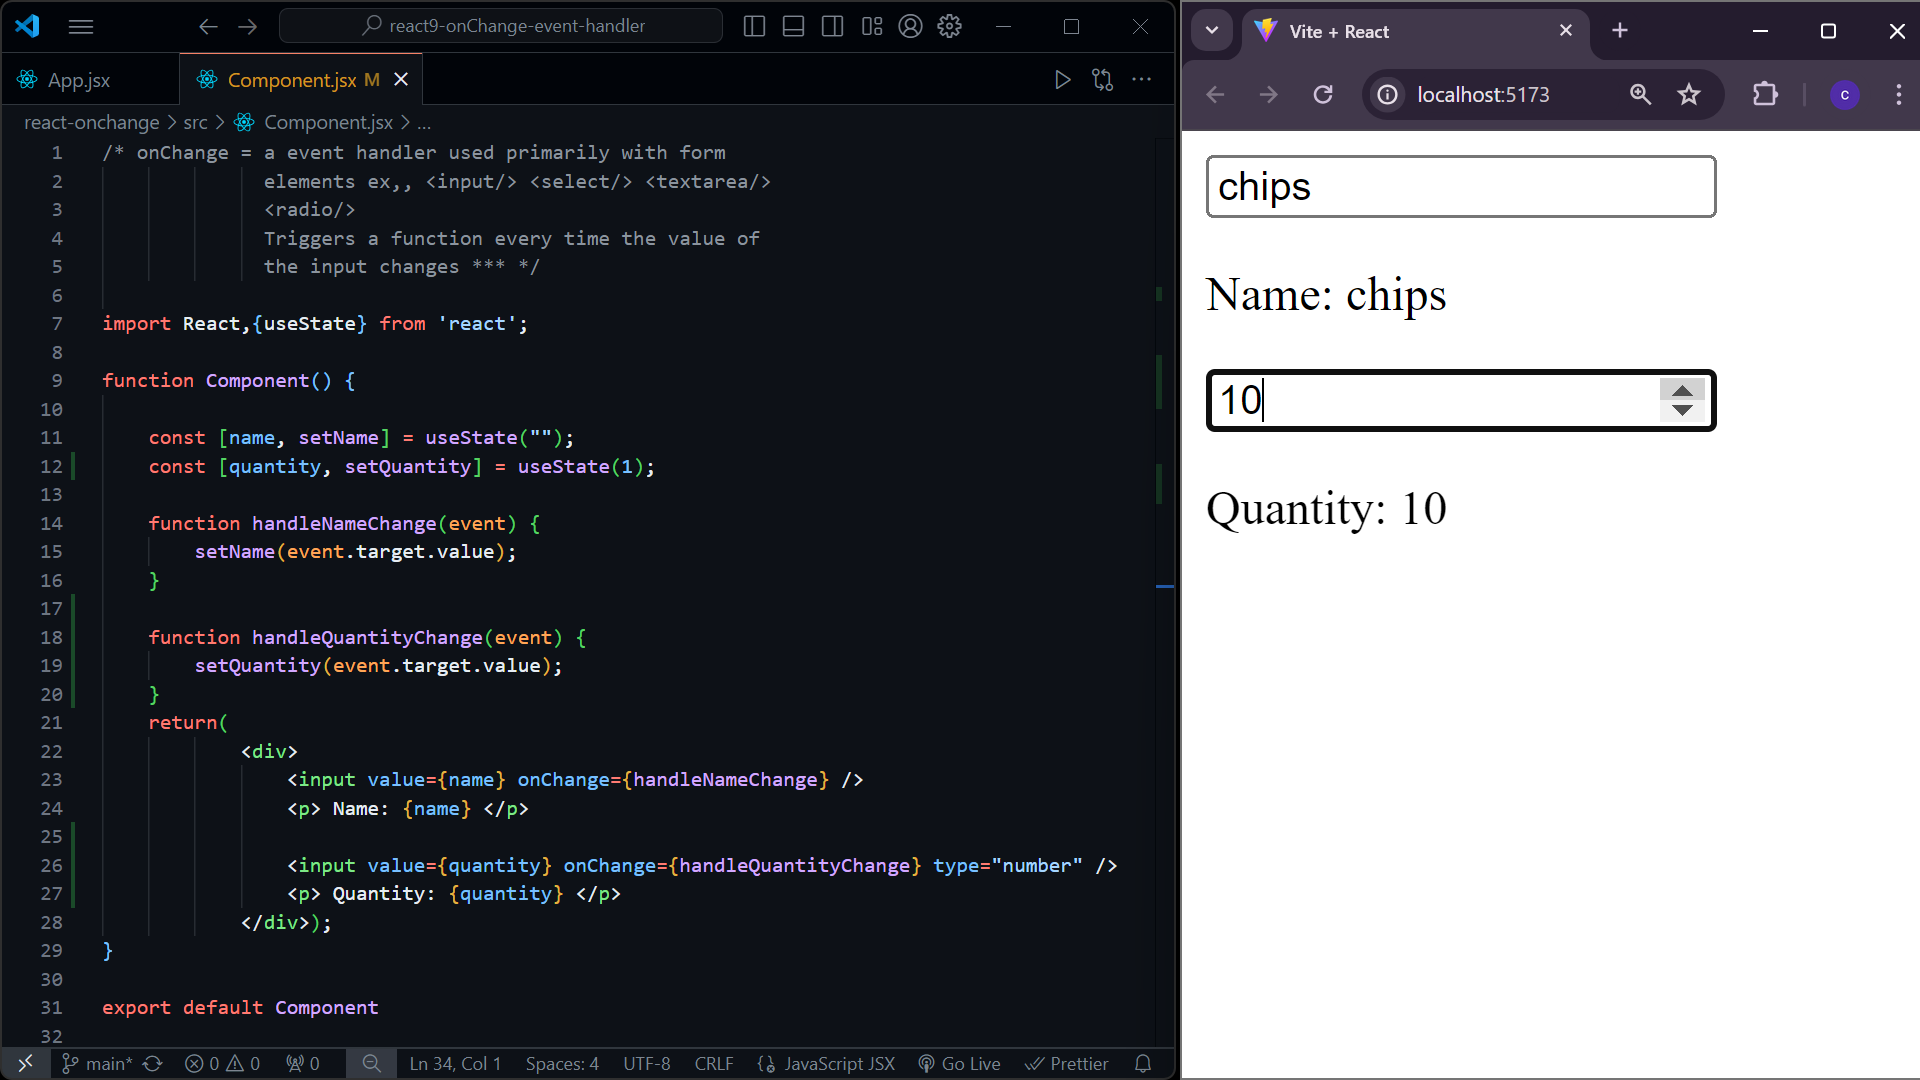 react9-onChange-event-handler
App.jsx
Component.jsx M
react-onchange > src > Component.jsx > ...
1 /* onChange = a event handler used primarily with form
2 elements ex,, <input/> <select/> <textarea/>
3 <radio/>
4 Triggers a function every time the value of
5 the input changes *** */
6
7 import React,{useState} from 'react';
8
9 function Component() {
10
11 const [name, setName] = useState("");
12 const [quantity, setQuantity] = useState(1);
13
14 function handleNameChange(event) {
15 setName(event.target.value);
16 }
17
18 function handleQuantityChange(event) {
19 setQuantity(event.target.value);
20 }
21 return(
22 <div>
23 <input value={name} onChange={handleNameChange} />
24 <p> Name: {name} </p>
25
26 <input value={quantity} onChange={handleQuantityChange} type="number" />
27 <p> Quantity: {quantity} </p>
28 </div>);
29 }
30
31 export default Component
32
main* 0 0 0 Ln 34, Col 1 Spaces: 4 UTF-8 CRLF JavaScript JSX Go Live Prettier
Vite + React
localhost:5173
c
chips
Name: chips
10
Quantity: 10